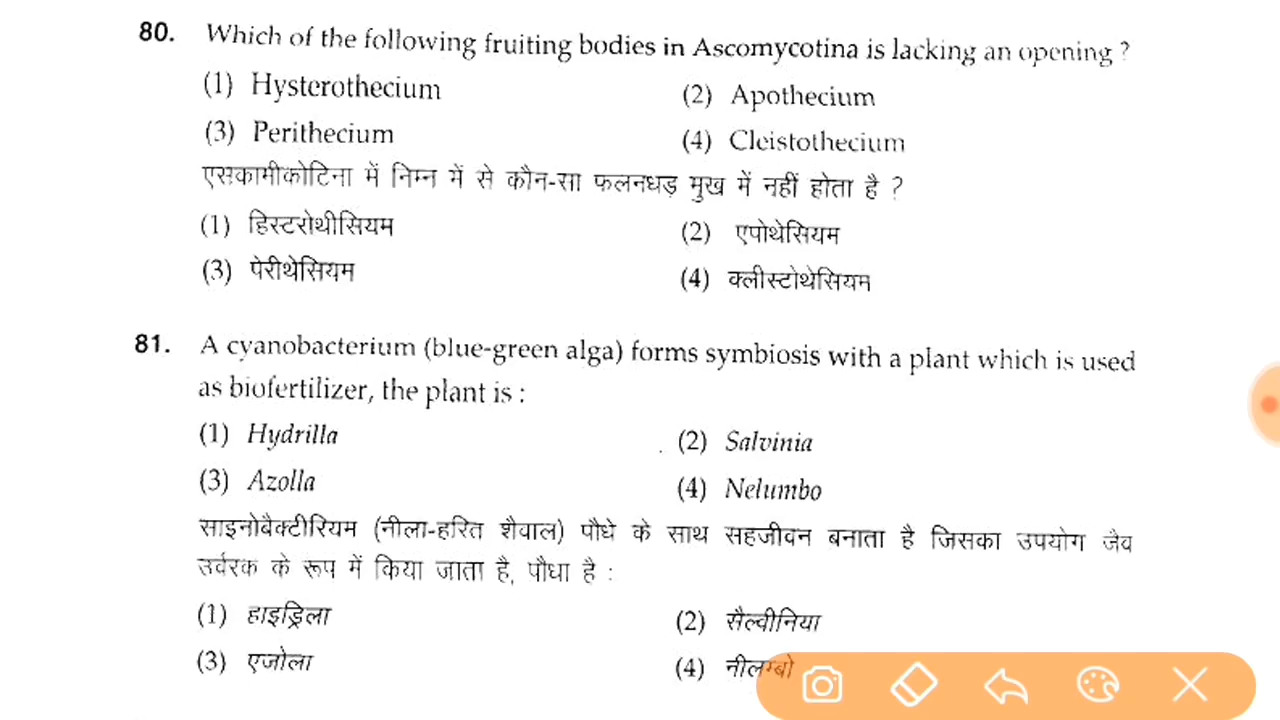 80. Which of the following fruiting bodies in Ascomycotina is lacking an opening ?
(1) Hysterothecium (2) Apothecium
(3) Perithecium (4) Cleistothecium
एसकामीकोटिना में निम्न में से कौन-सा फलनधड़ मुख में नहीं होता है ?
(1) हिस्टरोथीसियम (2) एपोथेसियम
(3) पेरीथेसियम (4) क्लीस्टोथेसियम
81. A cyanobacterium (blue-green alga) forms symbiosis with a plant which is used
as biofertilizer, the plant is :
(1) Hydrilla (2) Salvinia
(3) Azolla (4) Nelumbo
साइनोबैक्टीरियम (नीला-हरित शैवाल) पौधे के साथ सहजीवन बनाता है जिसका उपयोग जैव
उर्वरक के रूप में किया जाता है, पौधा है :
(1) हाइड्रिला (2) सैल्वीनिया
(3) एजोला (4) नीलम्बो